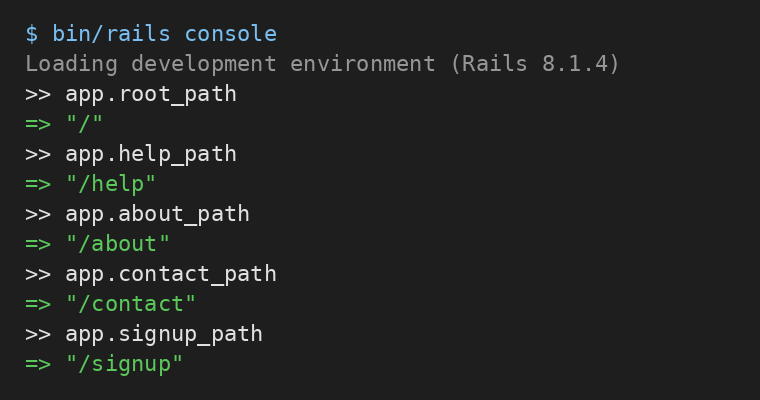 $ bin/rails console
Loading development environment (Rails 8.1.4)
>> app.root_path
=> "/"
>> app.help_path
=> "/help"
>> app.about_path
=> "/about"
>> app.contact_path
=> "/contact"
>> app.signup_path
=> "/signup"